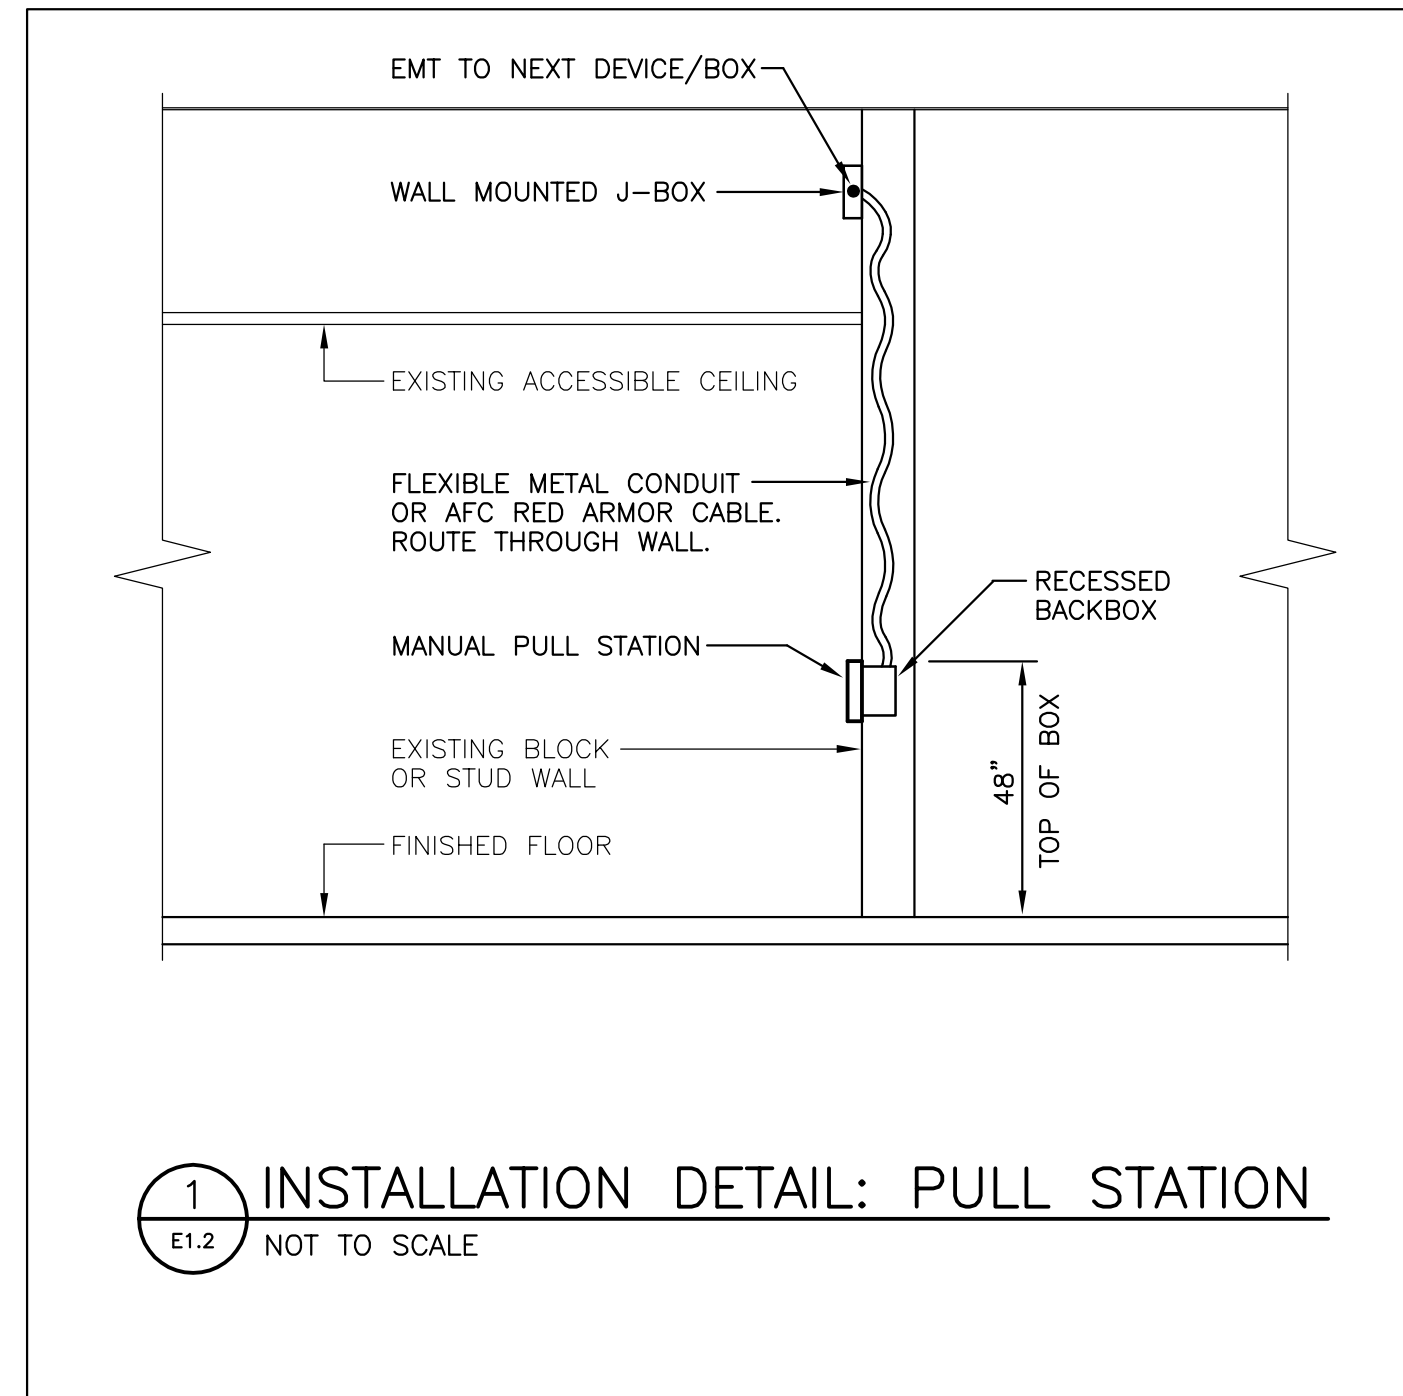 EMT TO NEXT DEVICE/BOX
WALL MOUNTED J-BOX
EXISTING ACCESSIBLE CEILING
FLEXIBLE METAL CONDUIT
OR AFC RED ARMOR CABLE.
ROUTE THROUGH WALL.
RECESSED
BACKBOX
MANUAL PULL STATION
48"
TOP OF BOX
EXISTING BLOCK
OR STUD WALL
FINISHED FLOOR
1
E1.2
INSTALLATION DETAIL: PULL STATION
NOT TO SCALE